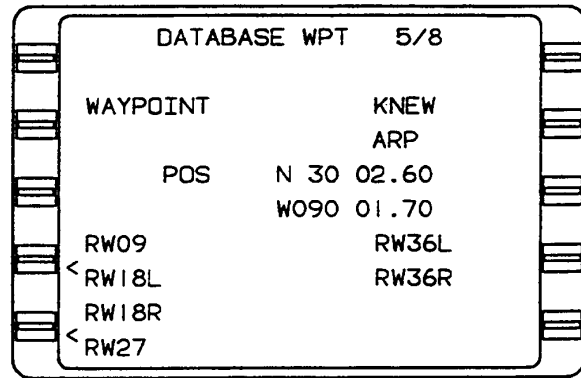 DATABASE WPT 5/8
WAYPOINT KNEW
ARP
POS N 30 02.60
W090 01.70
RW09 RW36L
< RW18L RW36R
RW18R
< RW27